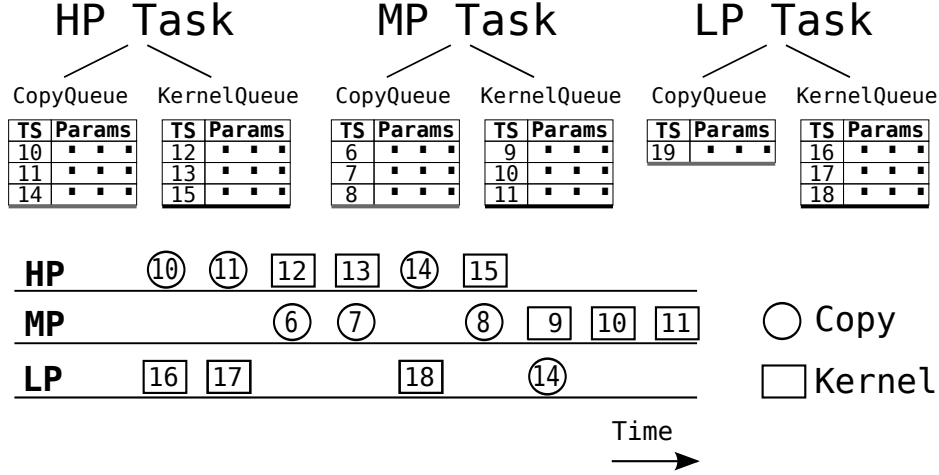 HP Task MP Task LP Task
CopyQueue KernelQueue CopyQueue KernelQueue CopyQueue KernelQueue
TS Params TS Params TS Params TS Params TS Params TS Params
10 ... 12 ... 6 ... 9 ... 19 ... 16 ...
11 ... 13 ... 7 ... 10 ... 17 ...
14 ... 15 ... 8 ... 11 ... 18 ...
HP 10 11 12 13 14 15
MP 6 7 8 9 10 11 Copy
LP 16 17 18 14 Kernel
Time